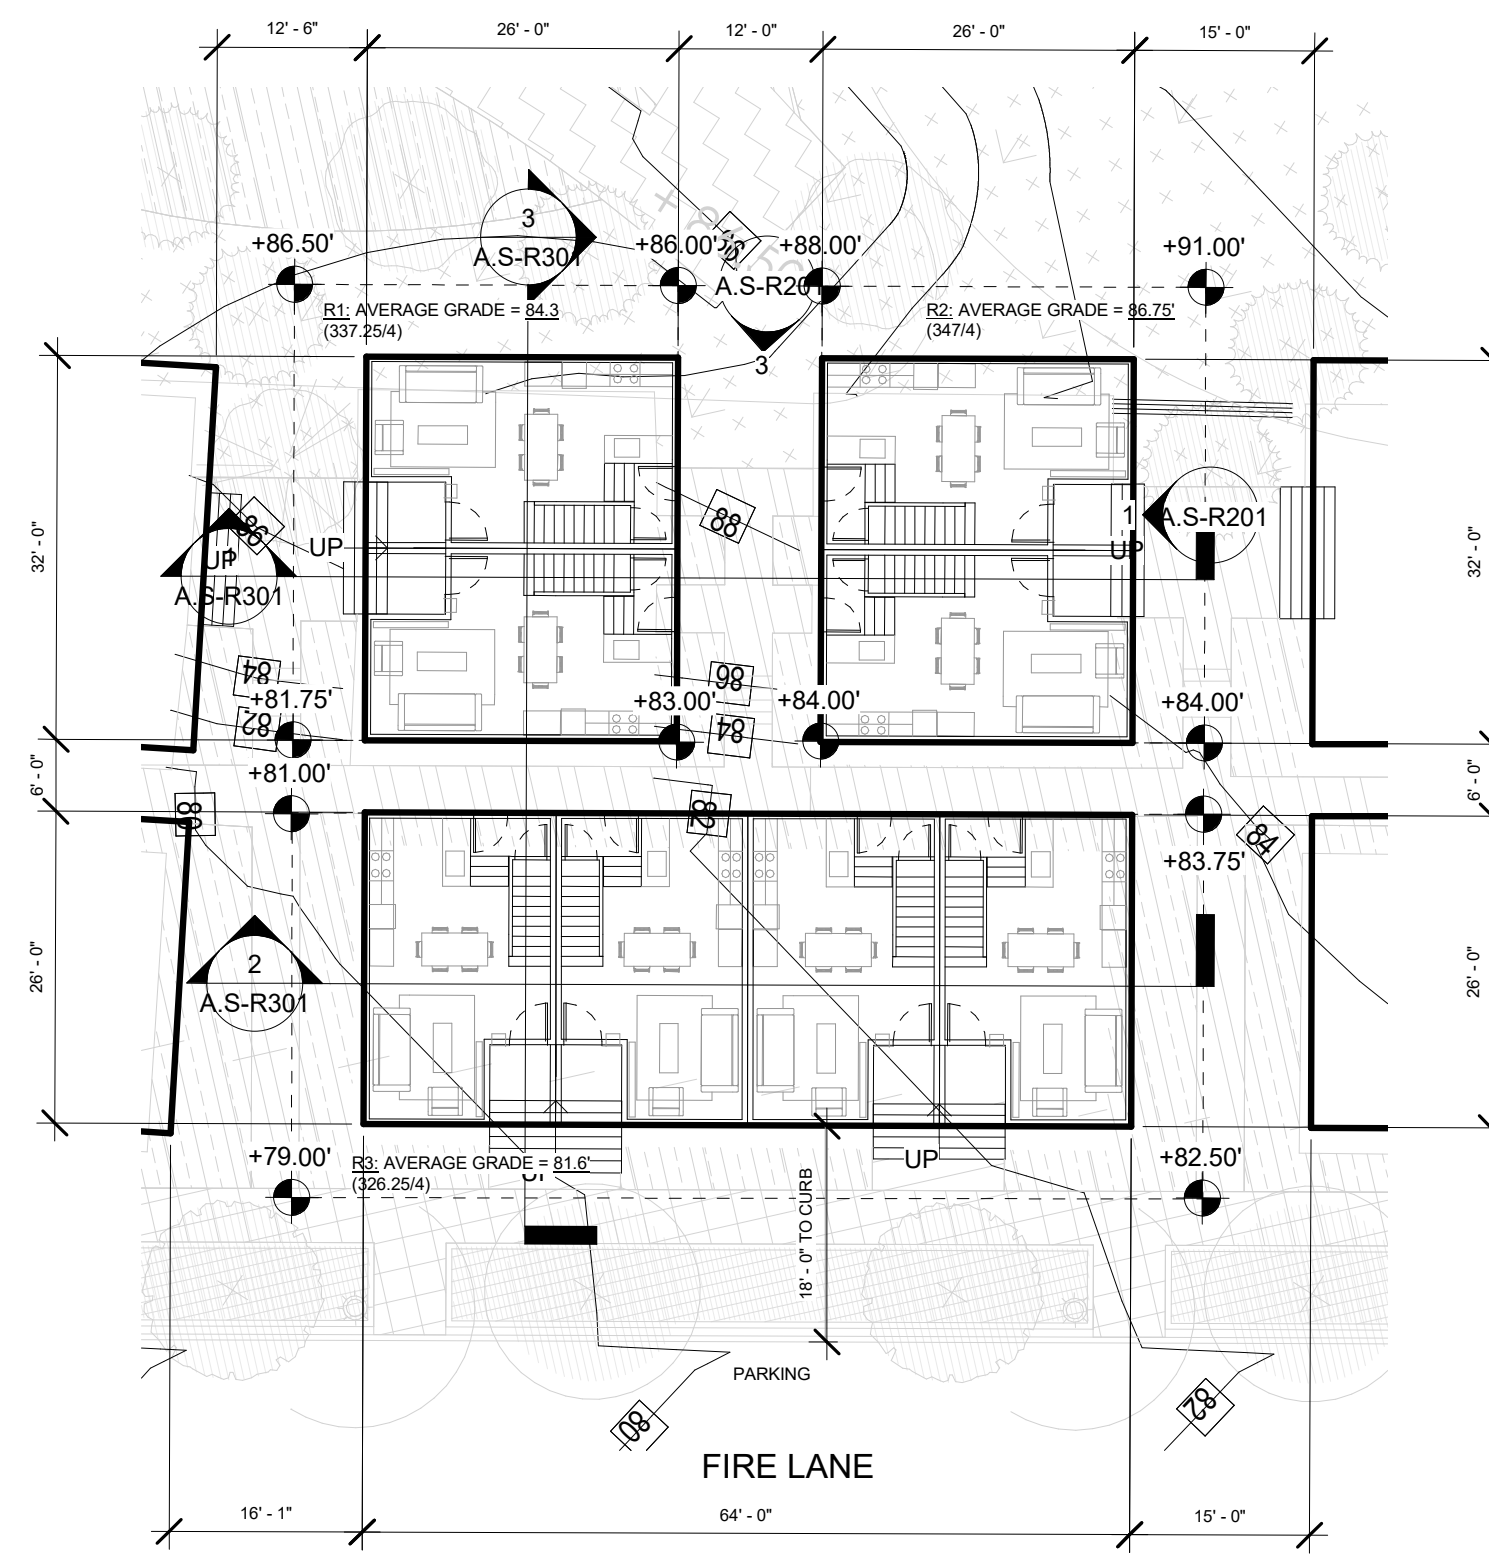 12' - 6"
26' - 0"
12' - 0"
26' - 0"
15' - 0"
3
A.S-R301
+86.50'
+86.00'
86
+88.00'
+91.00'
A.S-R201
3
R1: AVERAGE GRADE = 84.3
(337.25/4)
R2: AVERAGE GRADE = 86.75'
(347/4)
32' - 0"
32' - 0"
86
88
UP
UP
A.S-R301
1
A.S-R201
UP
84
+81.75'
82
86
+83.00'
84
+84.00'
+84.00'
6' - 0"
6' - 0"
+81.00'
80
82
84
+83.75'
26' - 0"
26' - 0"
2
A.S-R301
+79.00'
R3: AVERAGE GRADE = 81.6'
(326.25/4)
UP
UP
+82.50'
18' - 0" TO CURB
PARKING
80
82
FIRE LANE
16' - 1"
64' - 0"
15' - 0"